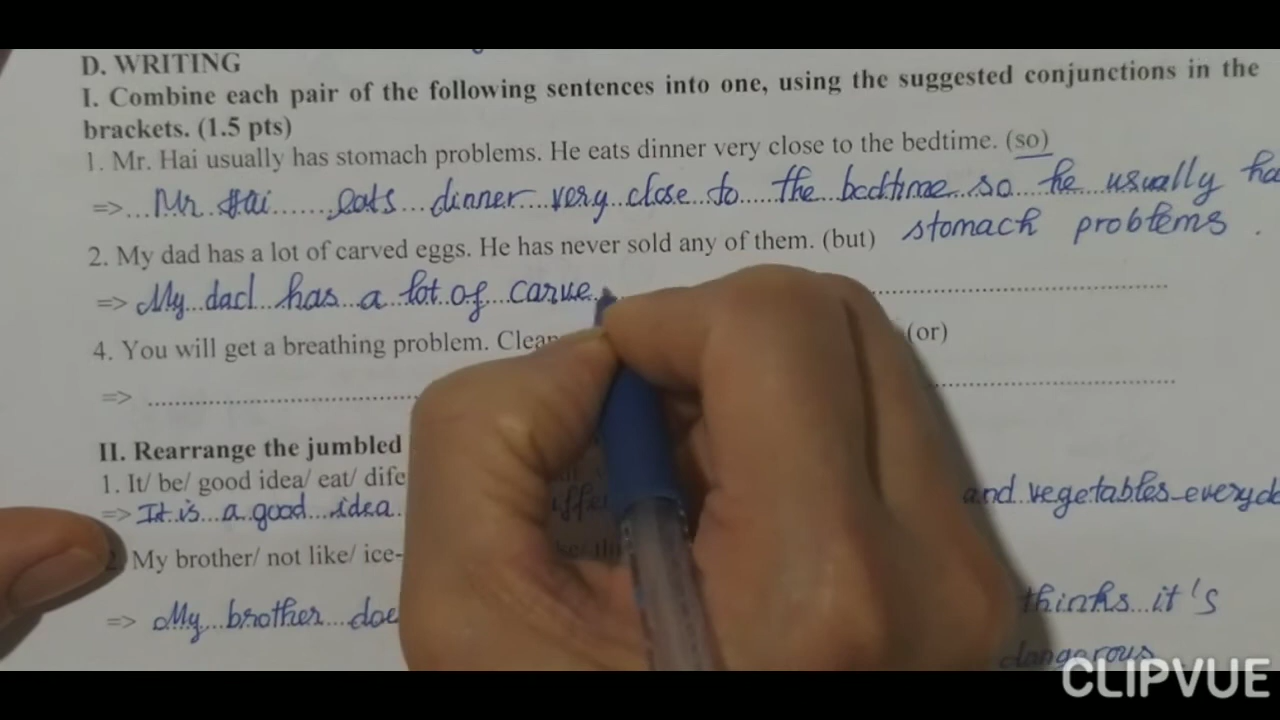 D. WRITING
I. Combine each pair of the following sentences into one, using the suggested conjunctions in the
brackets. (1.5 pts)
1. Mr. Hai usually has stomach problems. He eats dinner very close to the bedtime. (so)
=> Mr. Hai eats dinner very close to the bedtime so he usually ha
stomach problems.
2. My dad has a lot of carved eggs. He has never sold any of them. (but)
=> My dad has a lot of carve
4. You will get a breathing problem. Clean (or)
=>
II. Rearrange the jumbled
1. It/ be/ good idea/ eat/ dife
=> It is a good idea and vegetables everyd
2. My brother/ not like/ ice-
=> My brother doe thinks it's
dangerous
CLIPVUE